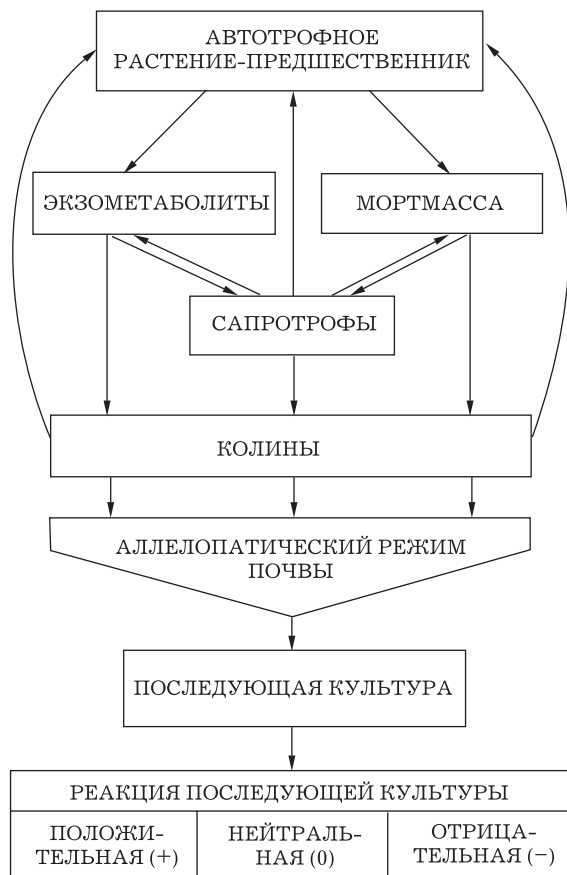 АВТОТРОФНОЕ
РАСТЕНИЕ-ПРЕДШЕСТВЕННИК
ЭКЗОМЕТАБОЛИТЫ
МОРТМАССА
САПРОТРОФЫ
КОЛИНЫ
АЛЛЕЛОПАТИЧЕСКИЙ РЕЖИМ
ПОЧВЫ
ПОСЛЕДУЮЩАЯ КУЛЬТУРА
РЕАКЦИЯ ПОСЛЕДУЮЩЕЙ КУЛЬТУРЫ
ПОЛОЖИ-
ТЕЛЬНАЯ (+)
НЕЙТРАЛЬ-
НАЯ (0)
ОТРИЦА-
ТЕЛЬНАЯ (−)